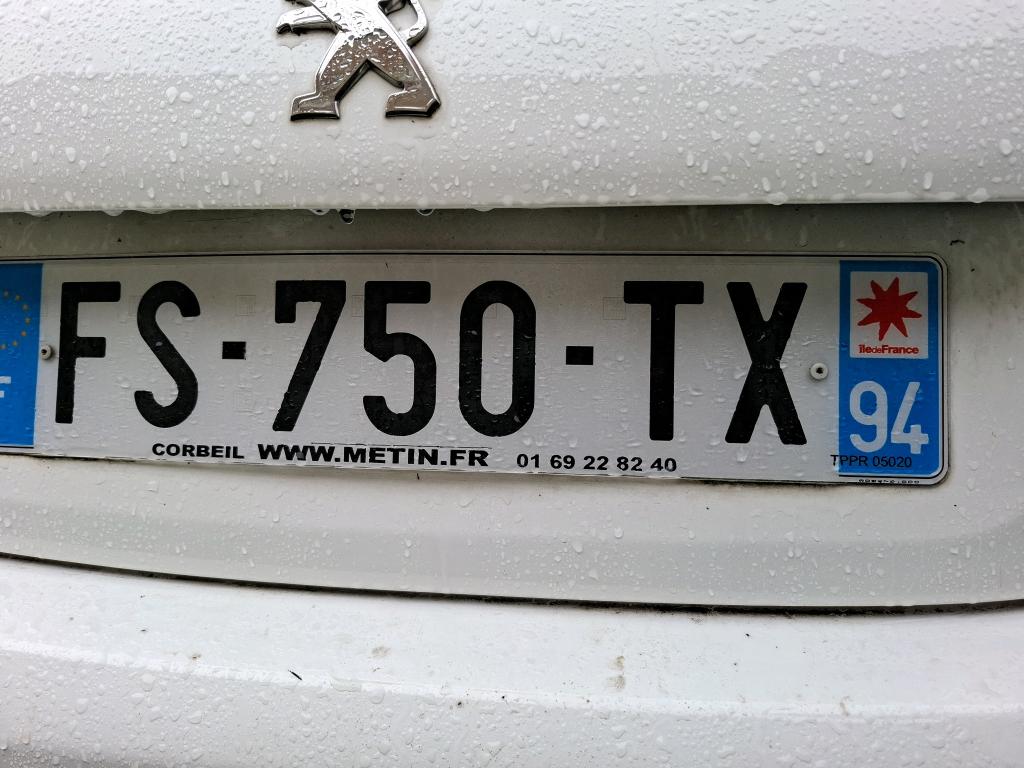 F
FS-750-TX
îledeFrance
94
CORBEIL WWW.METIN.FR 01 69 22 82 40
TPPR 05020